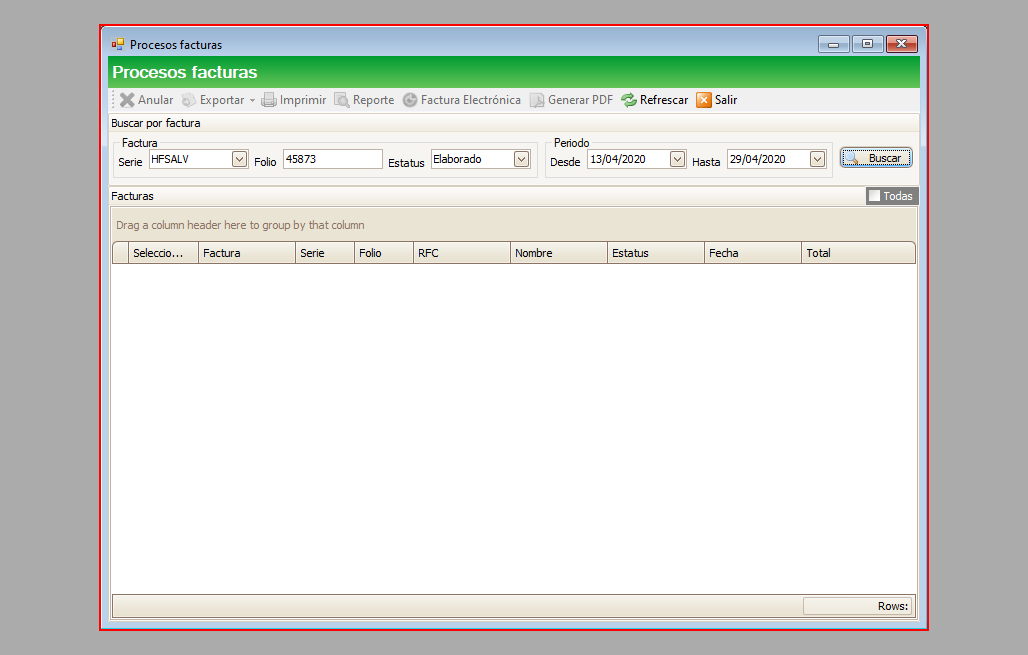 Procesos facturas
Procesos facturas
Anular Exportar Imprimir Reporte Factura Electrónica Generar PDF Refrescar Salir
Buscar por factura
Factura Periodo
Serie HFSALV Folio 45873 Estatus Elaborado Desde 13/04/2020 Hasta 29/04/2020 Buscar
Facturas Todas
Drag a column header here to group by that column
Seleccio... Factura Serie Folio RFC Nombre Estatus Fecha Total
Rows: